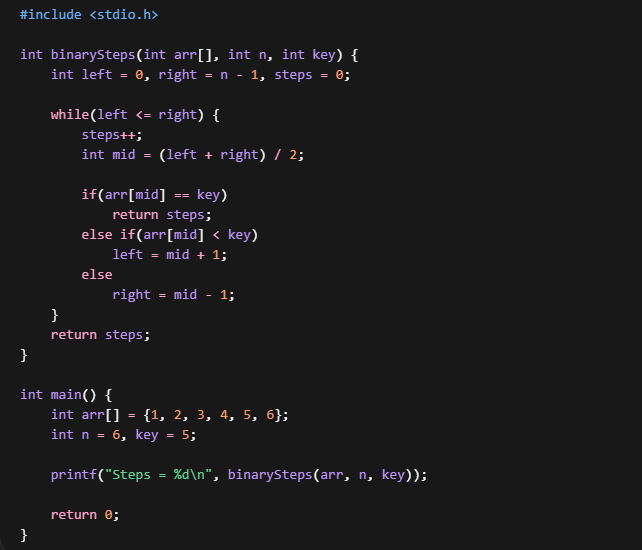 #include <stdio.h>

int binarySteps(int arr[], int n, int key) {
    int left = 0, right = n - 1, steps = 0;

    while(left <= right) {
        steps++;
        int mid = (left + right) / 2;

        if(arr[mid] == key)
            return steps;
        else if(arr[mid] < key)
            left = mid + 1;
        else
            right = mid - 1;
    }
    return steps;
}

int main() {
    int arr[] = {1, 2, 3, 4, 5, 6};
    int n = 6, key = 5;

    printf("Steps = %d\n", binarySteps(arr, n, key));

    return 0;
}